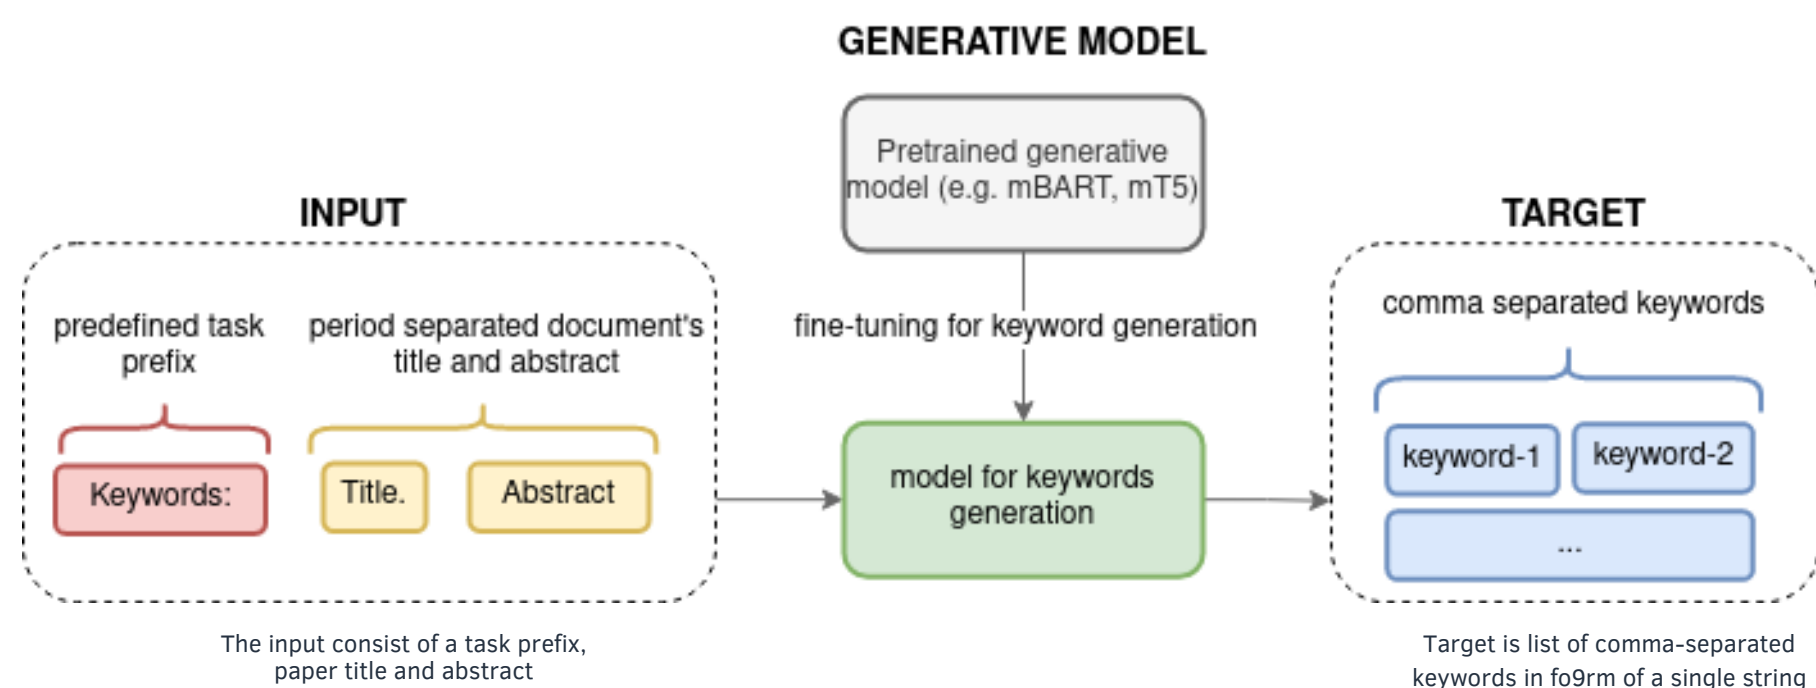 GENERATIVE MODEL
Pretrained generative
model (e.g. mBART, mT5)
INPUT
TARGET
predefined task
prefix
period separated document's
title and abstract
fine-tuning for keyword generation
comma separated keywords
Keywords:
Title.
Abstract
model for keywords
generation
keyword-1
keyword-2
...
The input consist of a task prefix,
paper title and abstract
Target is list of comma-separated
keywords in fo9rm of a single string